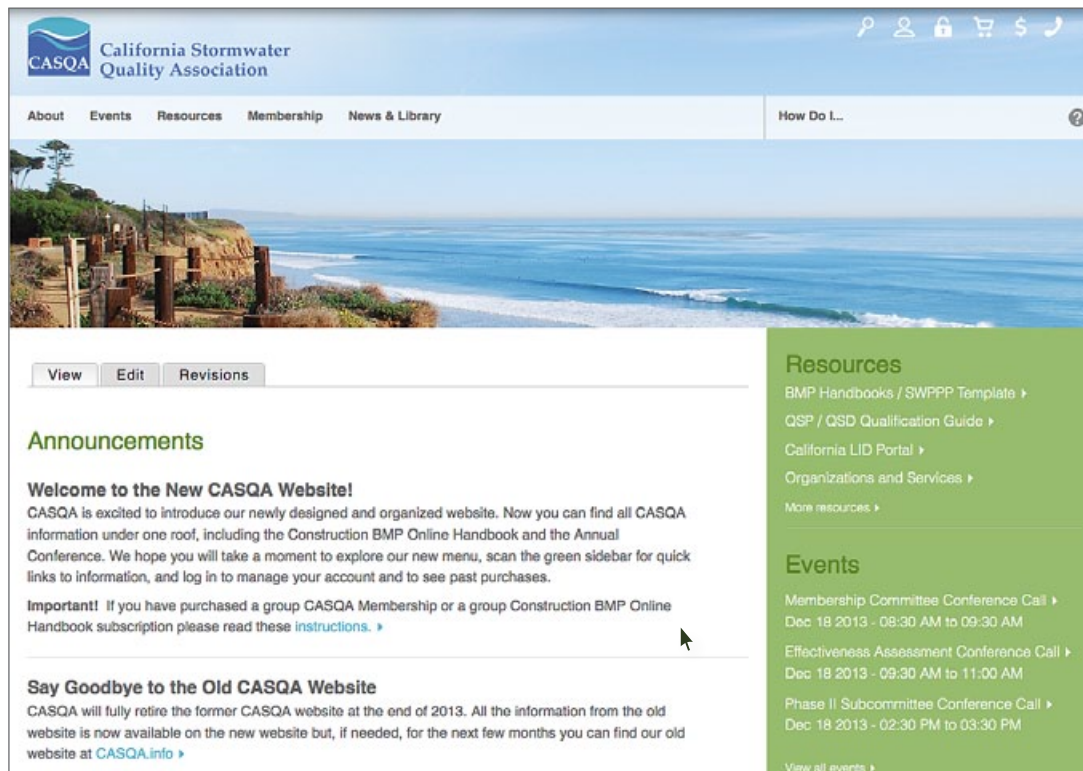 CASQA
California Stormwater
Quality Association
$
About Events Resources Membership News & Library
How Do I...
?
View Edit Revisions
Announcements
Welcome to the New CASQA Website!
CASQA is excited to introduce our newly designed and organized website. Now you can find all CASQA
information under one roof, including the Construction BMP Online Handbook and the Annual
Conference. We hope you will take a moment to explore our new menu, scan the green sidebar for quick
links to information, and log in to manage your account and to see past purchases.
Important! If you have purchased a group CASQA Membership or a group Construction BMP Online
Handbook subscription please read these instructions.
Say Goodbye to the Old CASQA Website
CASQA will fully retire the former CASQA website at the end of 2013. All the information from the old
website is now available on the new website but, if needed, for the next few months you can find our old
website at CASQA.info
Resources
BMP Handbooks / SWPPP Template
QSP / QSD Qualification Guide
California LID Portal
Organizations and Services
More resources
Events
Membership Committee Conference Call
Dec 18 2013 - 08:30 AM to 09:30 AM
Effectiveness Assessment Conference Call
Dec 18 2013 - 09:30 AM to 11:00 AM
Phase II Subcommittee Conference Call
Dec 18 2013 - 02:30 PM to 03:30 PM
View all events